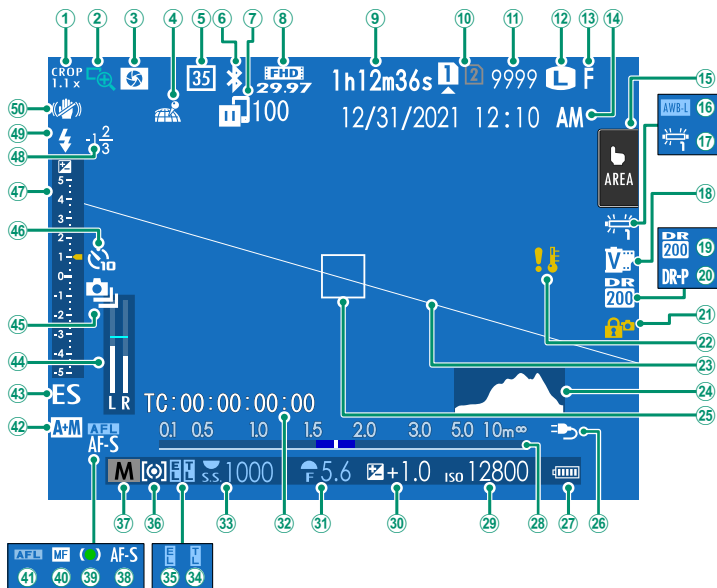 1 2 3 4 5 6 7 8 9 10 11 12 13 14
CROP 1.1x 35 FHD 29.97 1h12m36s 1 2 9999 L F
100 12/31/2021 12:10 AM
15
50
AWB-L 16
49 -1 2/3
1 17
48
AREA
47
5
4
3
2
1
0
-1
-2
-3
-4
-5
1
18
V
DR 200 19
DR-P 20
DR 200
46
10
45
21
22
23
44
L R
24
43 ES
TC:00:00:00:00
25
42 A+M AFL
AF-S
0.1 0.5 1.0 1.5 2.0 3.0 5.0 10m ∞
M E L T L S.S. 1000 F 5.6 +1.0 ISO 12800
41 40 39 38 37 36 35 34 33 32 31 30 29 28 27 26
AFL MF AF-S
E L T L